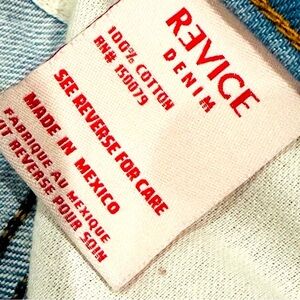 REVICE
DENIM
100% COTTON
RN# 150079
SEE REVERSE FOR CARE
MADE IN MEXICO
FABRIQUE AU MEXIQUE
REVERSE POUR SOIN